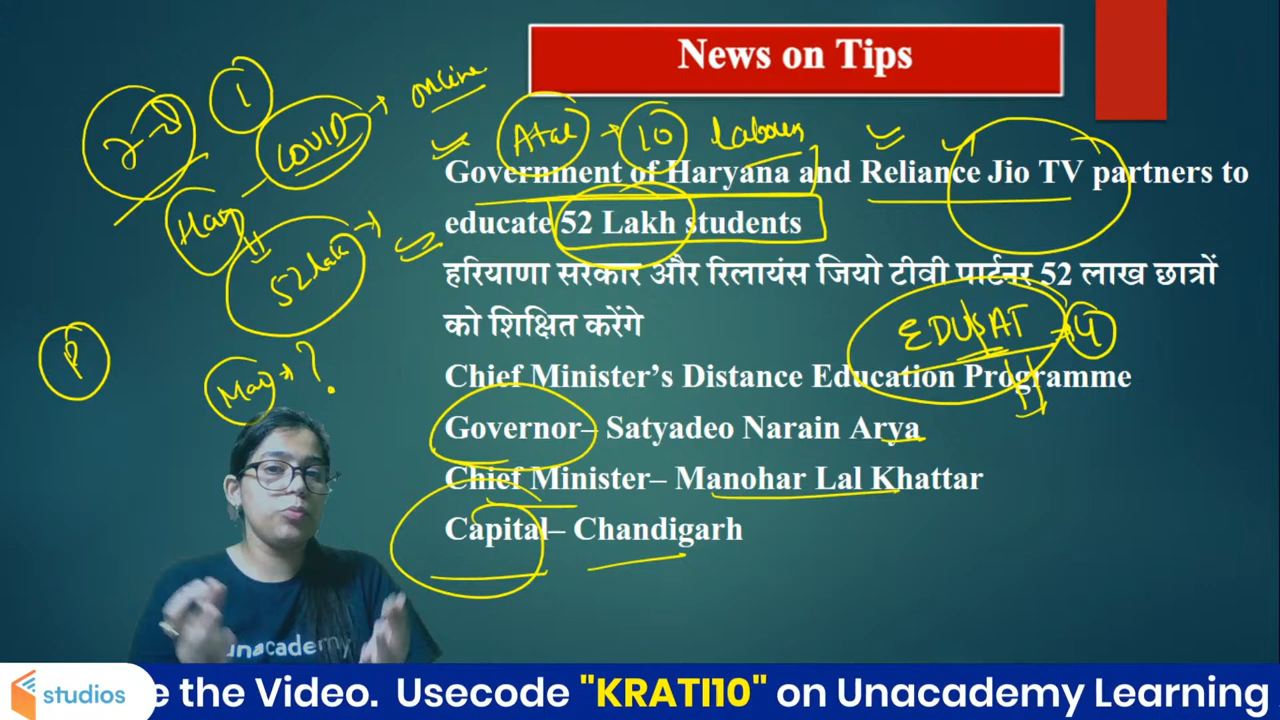 News on Tips
1
COVID → online
Atal → 10 labour
Government of Haryana and Reliance Jio TV partners to
educate 52 Lakh students
Har
52 lakh →
हरियाणा सरकार और रिलायंस जियो टीवी पार्टनर 52 लाख छात्रों
को शिक्षित करेंगे
EDUSAT → 4
P
May → ?
Chief Minister's Distance Education Programme
Governor– Satyadeo Narain Arya
Chief Minister– Manohar Lal Khattar
Capital– Chandigarh
unacademy
studios
e the Video. Usecode "KRATI10" on Unacademy Learning